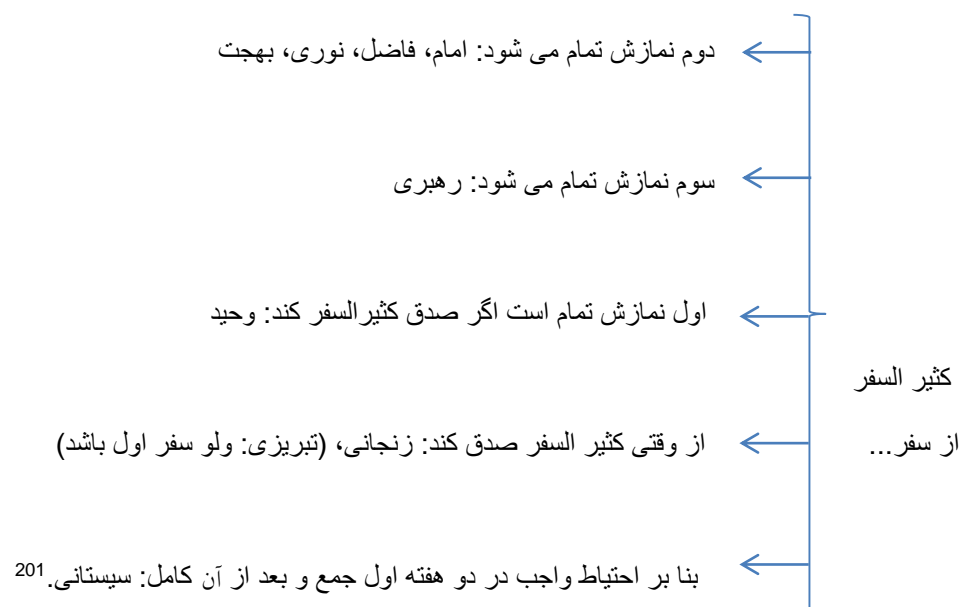 کثیر السفر
از سفر...
دوم نمازش تمام می شود: امام، فاضل، نوری، بهجت
سوم نمازش تمام می شود: رهبری
اول نمازش تمام است اگر صدق کثیرالسفر کند: وحید
از وقتی کثیر السفر صدق کند: زنجانی، (تبریزی: ولو سفر اول باشد)
بنا بر احتیاط واجب در دو هفته اول جمع و بعد از آن کامل: سیستانی.201